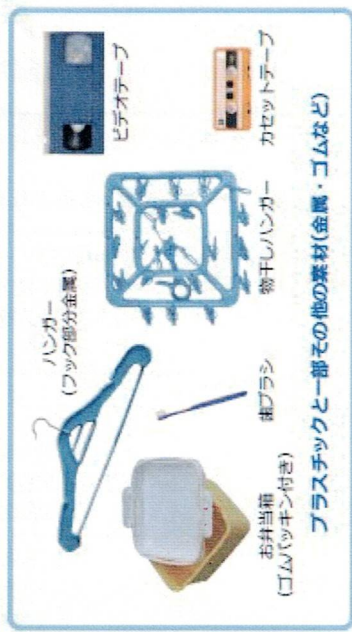 ハンガー
(フック部分金属)
ビデオテープ
お弁当箱
(ゴムパッキン付き)
歯ブラシ
物干しハンガー
カセットテープ
プラスチックと一部その他の素材(金属・ゴムなど)